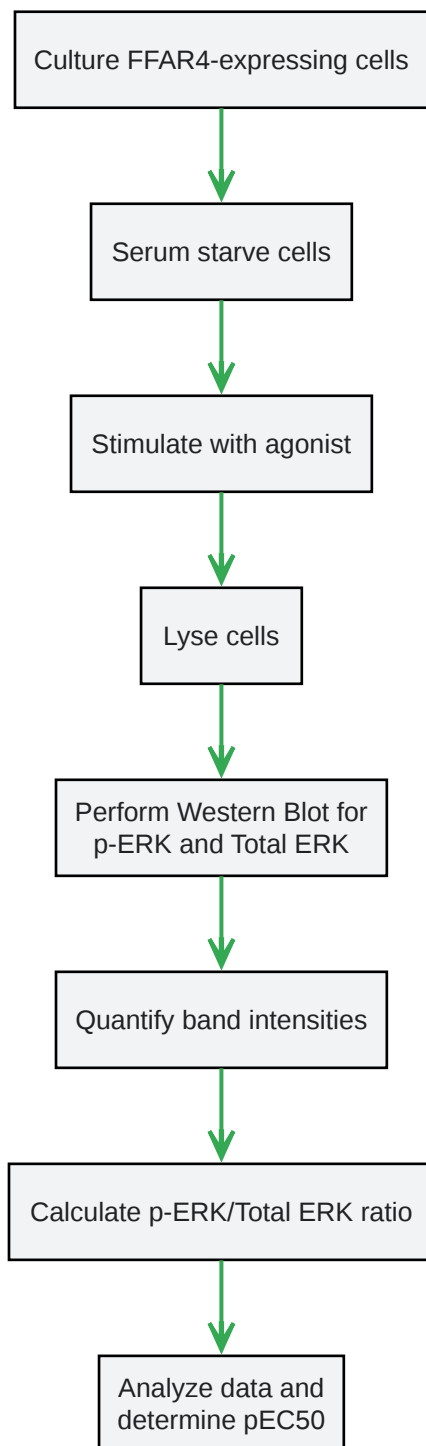 Culture FFAR4-expressing cells
Serum starve cells
Stimulate with agonist
Lyse cells
Perform Western Blot for
p-ERK and Total ERK
Quantify band intensities
Calculate p-ERK/Total ERK ratio
Analyze data and
determine pEC50